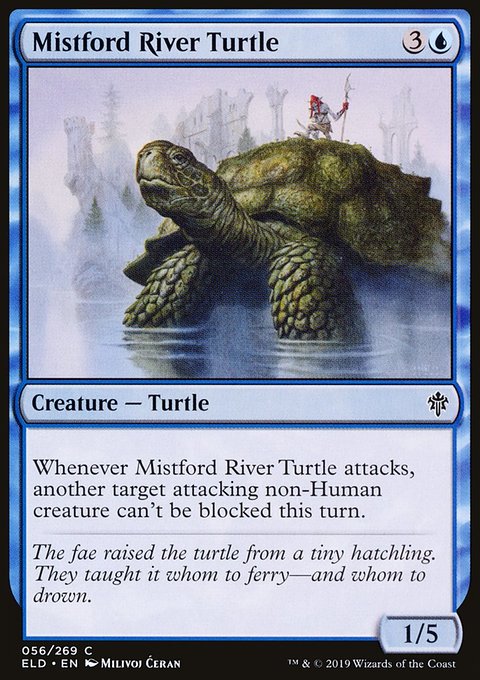 Mistford River Turtle 3
Creature — Turtle
Whenever Mistford River Turtle attacks,
another target attacking non-Human
creature can't be blocked this turn.
The fae raised the turtle from a tiny hatchling.
They taught it whom to ferry—and whom to
drown.
1/5
056/269 C
ELD • EN Milivoj Ćeran
™ & © 2019 Wizards of the Coast